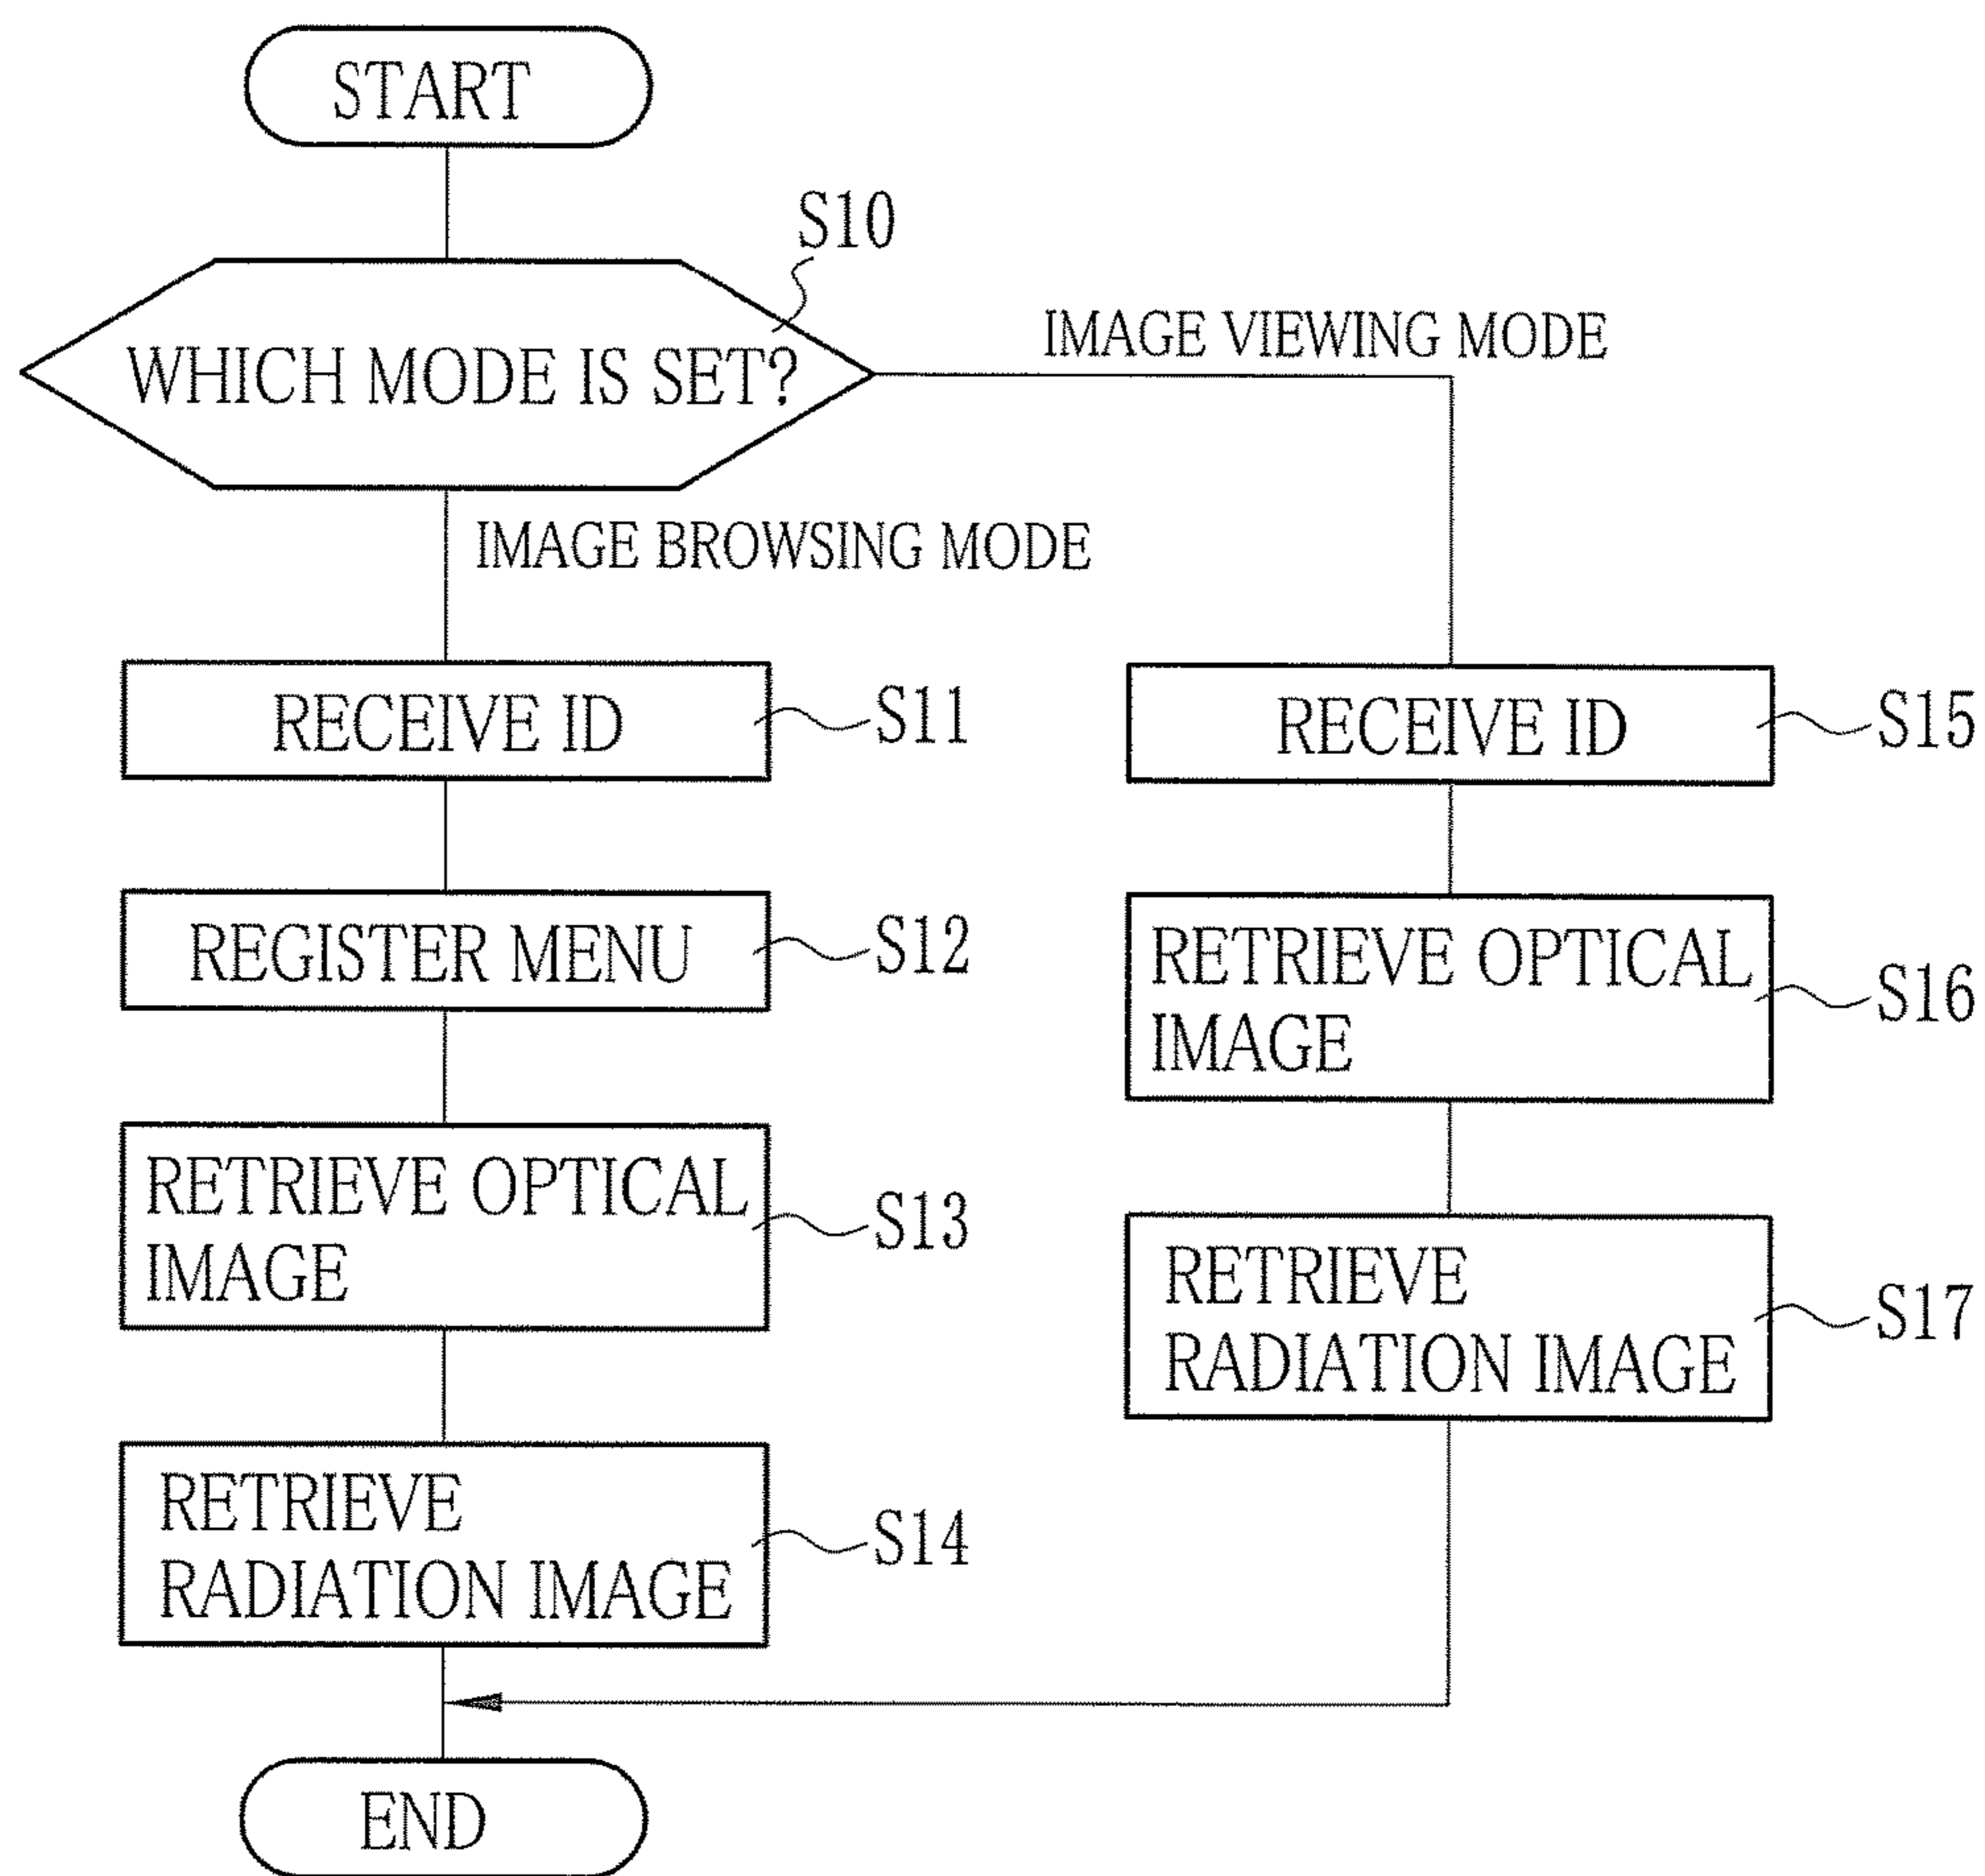 START
S10
WHICH MODE IS SET?
IMAGE VIEWING MODE
IMAGE BROWSING MODE
RECEIVE ID
S11
REGISTER MENU
S12
RETRIEVE OPTICAL
IMAGE
S13
RETRIEVE
RADIATION IMAGE
S14
RECEIVE ID
S15
RETRIEVE OPTICAL
IMAGE
S16
RETRIEVE
RADIATION IMAGE
S17
END